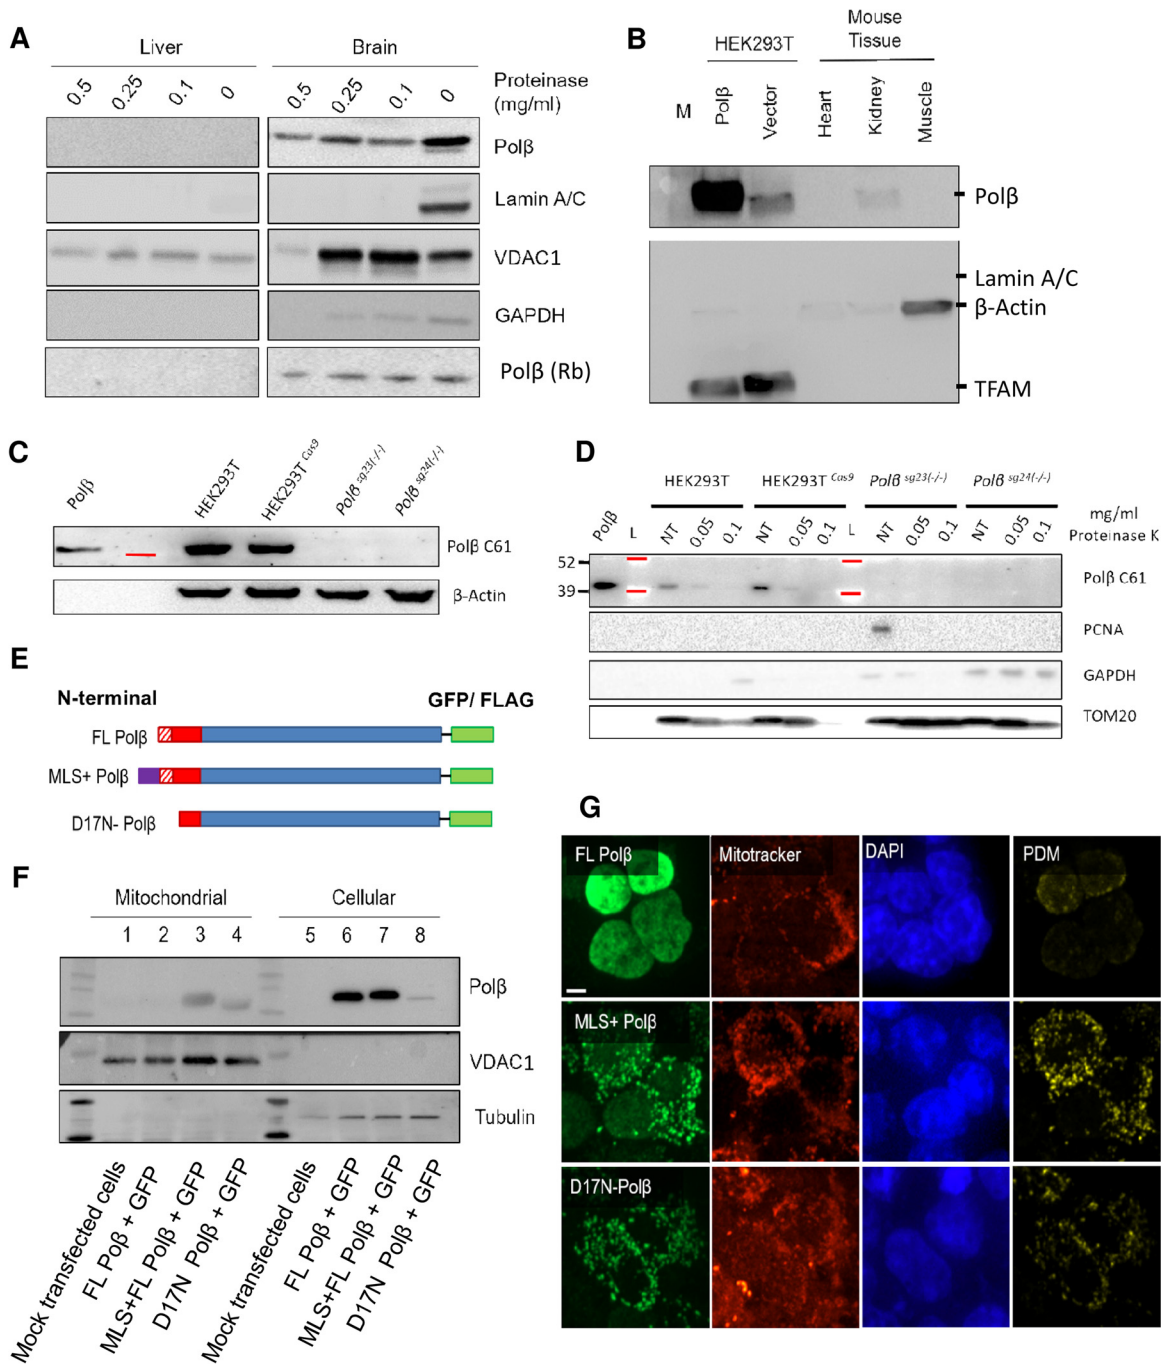 A
Liver
Brain
0.5
0.25
0.1
0
0.5
0.25
0.1
0
Proteinase
(mg/ml)
Polβ
Lamin A/C
VDAC1
GAPDH
Polβ (Rb)
B
HEK293T
Mouse
Tissue
M
Polβ
Vector
Heart
Kidney
Muscle
Polβ
Lamin A/C
β-Actin
TFAM
C
Polβ
HEK293T
HEK293T Cas9
Polβ sg23(-/-)
Polβ sg24(-/-)
Polβ C61
β-Actin
D
HEK293T
HEK293T Cas9
Polβ sg23(-/-)
Polβ sg24(-/-)
Polβ
L
NT
0.05
0.1
NT
0.05
0.1
L
NT
0.05
0.1
NT
0.05
0.1
mg/ml
Proteinase K
52
39
Polβ C61
PCNA
GAPDH
TOM20
E
N-terminal
GFP/ FLAG
FL Polβ
MLS+ Polβ
D17N- Polβ
F
Mitochondrial
Cellular
1 2 3 4 5 6 7 8
Polβ
VDAC1
Tubulin
Mock transfected cells
FL Poβ + GFP
MLS+FL Polβ + GFP
D17N Polβ + GFP
Mock transfected cells
FL Poβ + GFP
MLS+FL Polβ + GFP
D17N Polβ + GFP
G
FL Polβ
Mitotracker
DAPI
PDM
MLS+ Polβ
D17N-Polβ